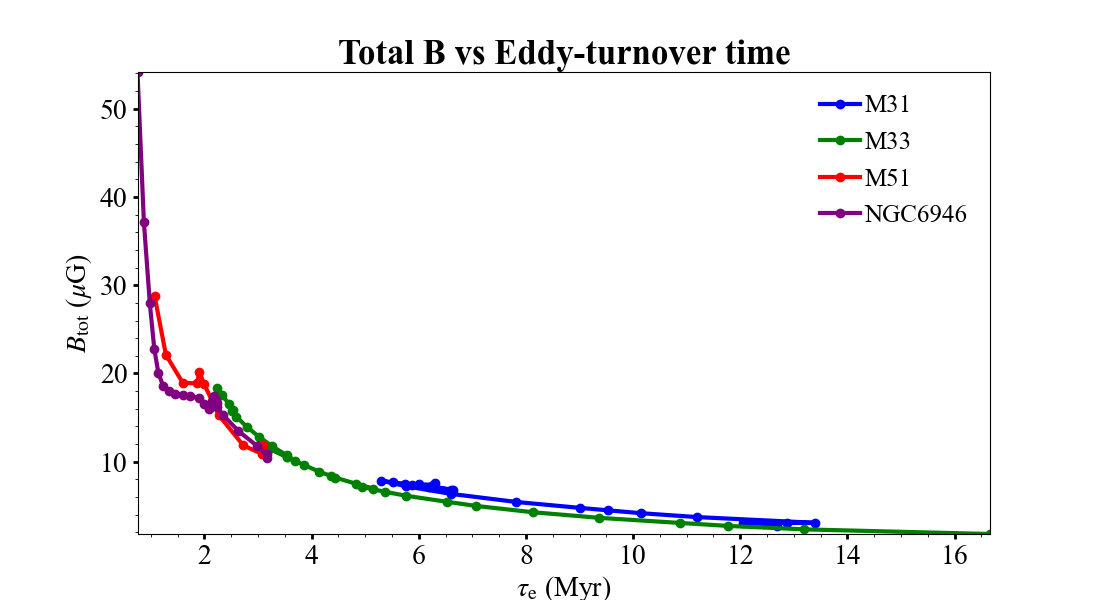 Total B vs Eddy-turnover time
M31
M33
M51
NGC6946
50
40
30
20
10
B_tot (μG)
2 4 6 8 10 12 14 16
τ_e (Myr)